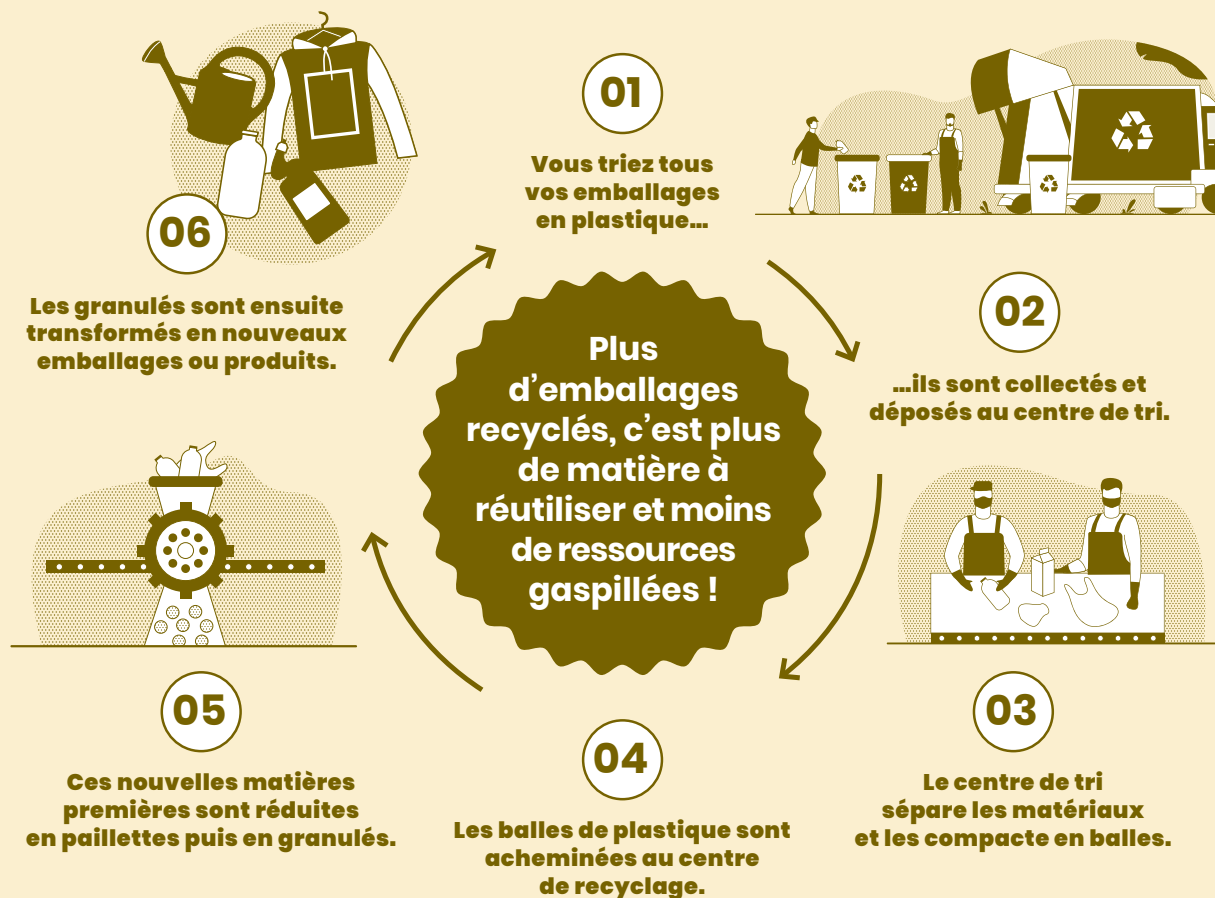 01
Vous triez tous
vos emballages
en plastique...
02
...ils sont collectés et
déposés au centre de tri.
03
Le centre de tri
sépare les matériaux
et les compacte en balles.
04
Les balles de plastique sont
acheminées au centre
de recyclage.
05
Ces nouvelles matières
premières sont réduites
en paillettes puis en granulés.
06
Les granulés sont ensuite
transformés en nouveaux
emballages ou produits.
Plus
d’emballages
recyclés, c’est plus
de matière à
réutiliser et moins
de ressources
gaspillées !